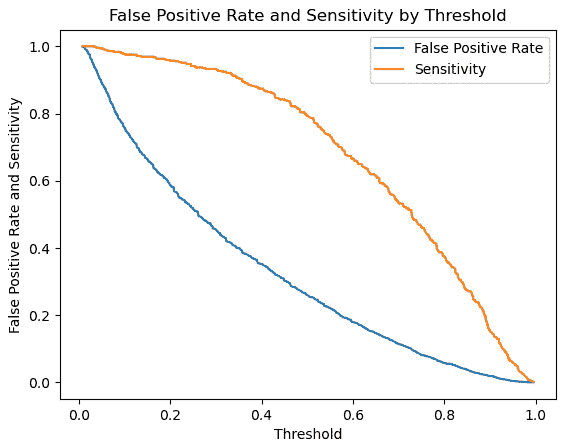 False Positive Rate and Sensitivity by Threshold
False Positive Rate and Sensitivity
1.0
0.8
0.6
0.4
0.2
0.0
False Positive Rate
Sensitivity
0.0 0.2 0.4 0.6 0.8 1.0
Threshold